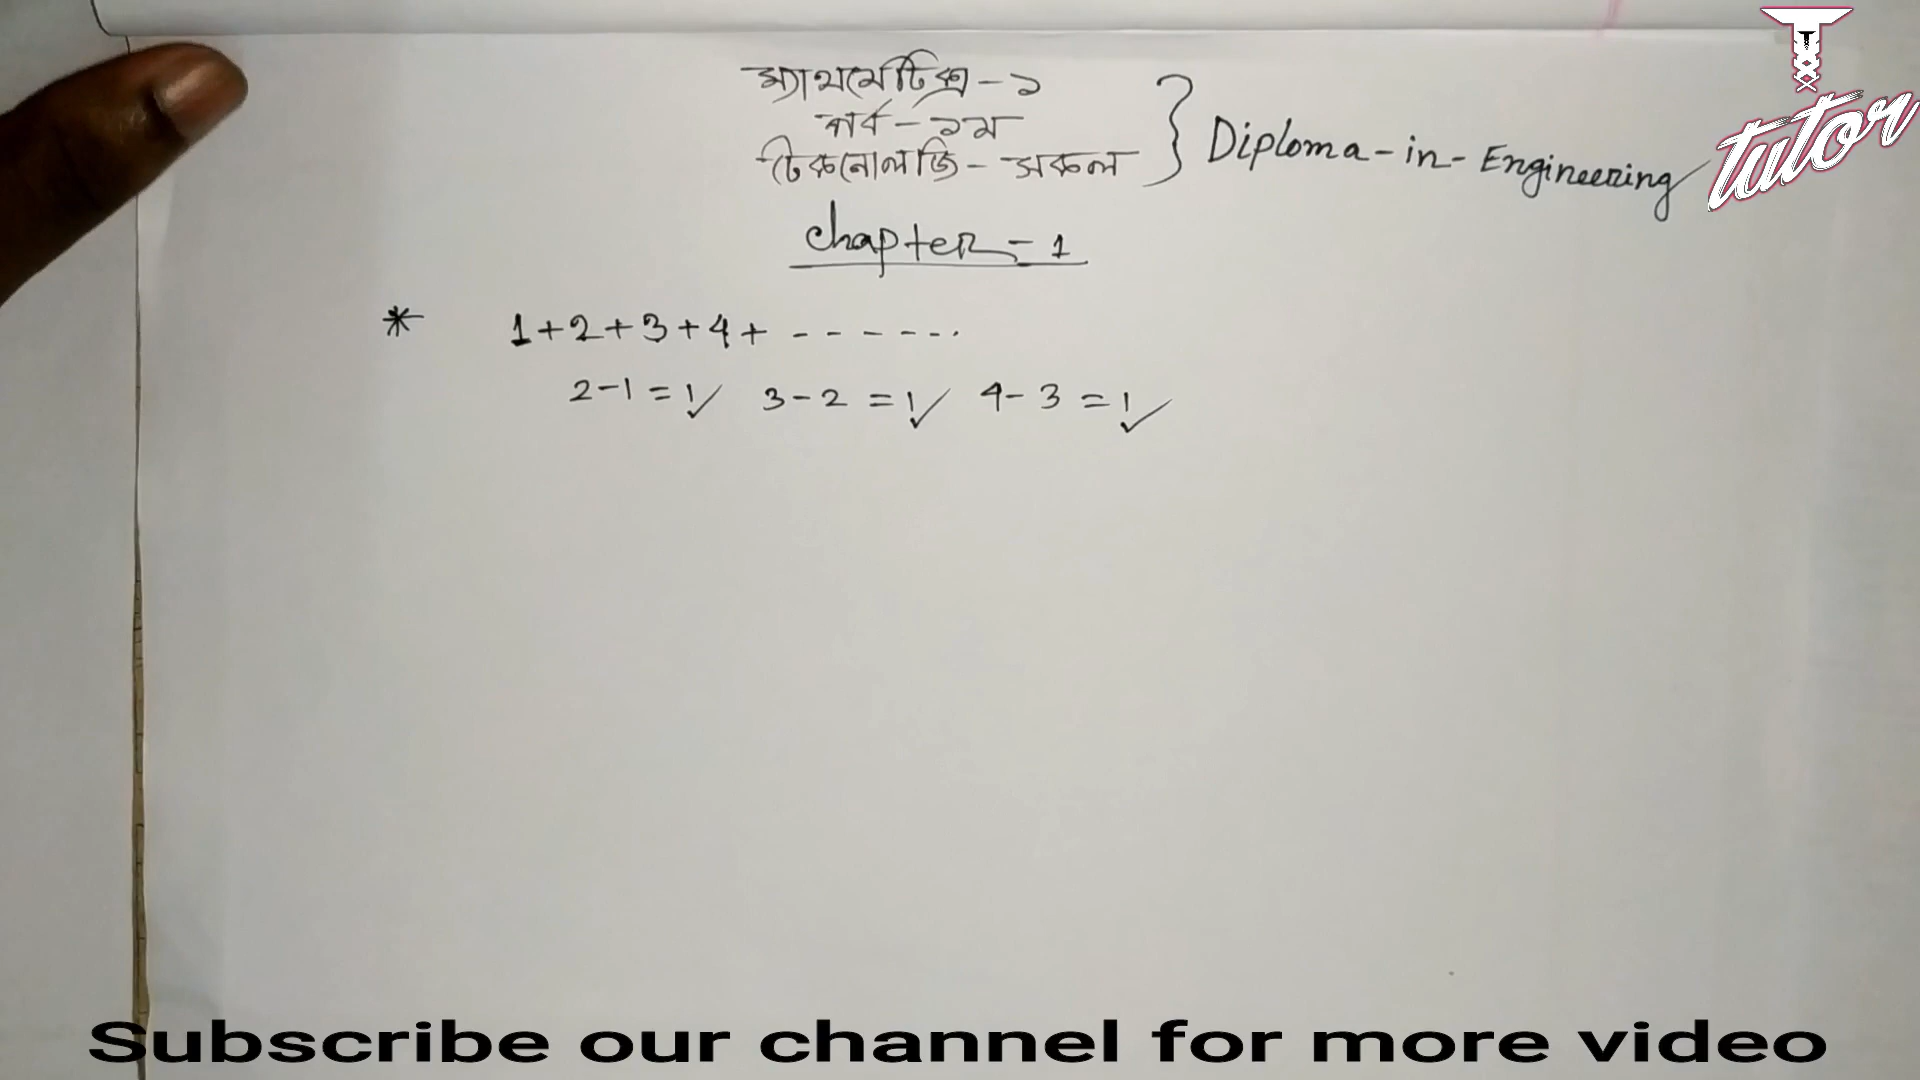 ম্যাথমেটিক্স - ১
পর্ব - ১ম
টেকনোলজি - সকল
} Diploma-in-Engineering
T
tutor
Chapter - 1
* 1+2+3+4+ - - - - - - .
2-1 = 1✓ 3-2 = 1✓ 4-3 = 1✓
Subscribe our channel for more video